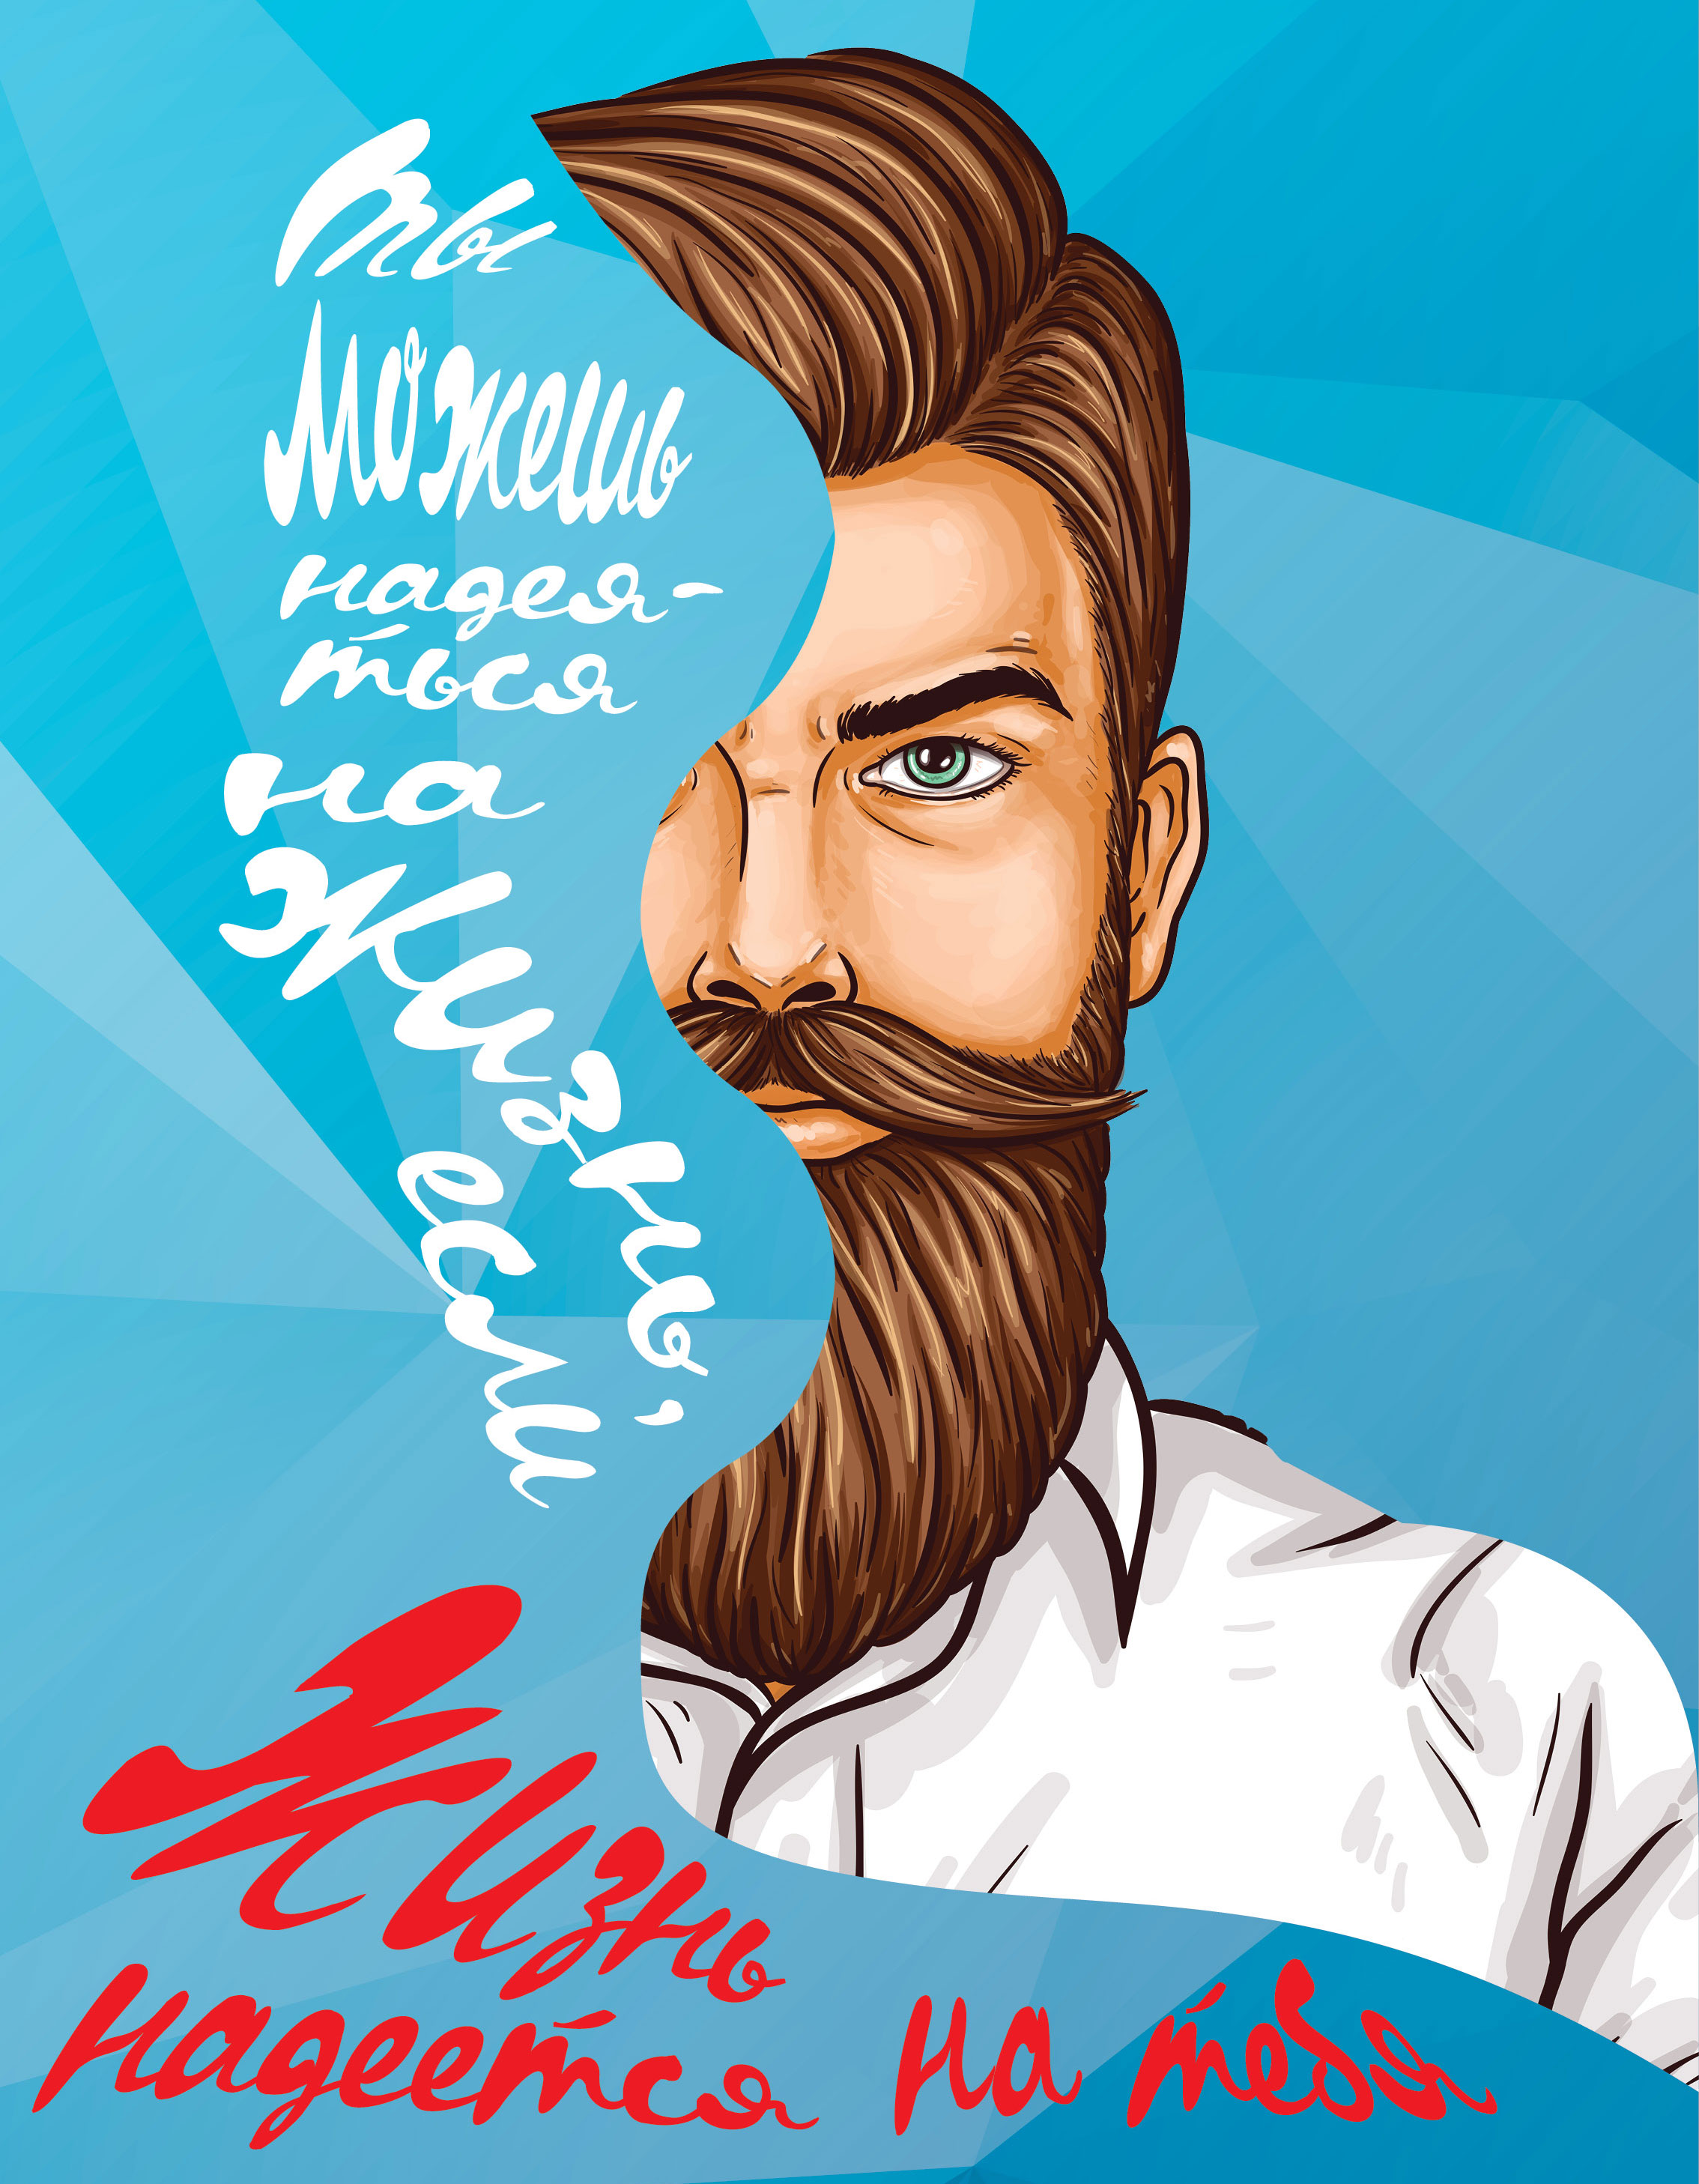 Ты
можешь
надея-
ться
на
жизнь,
если
Жизнь
надеется на тебя